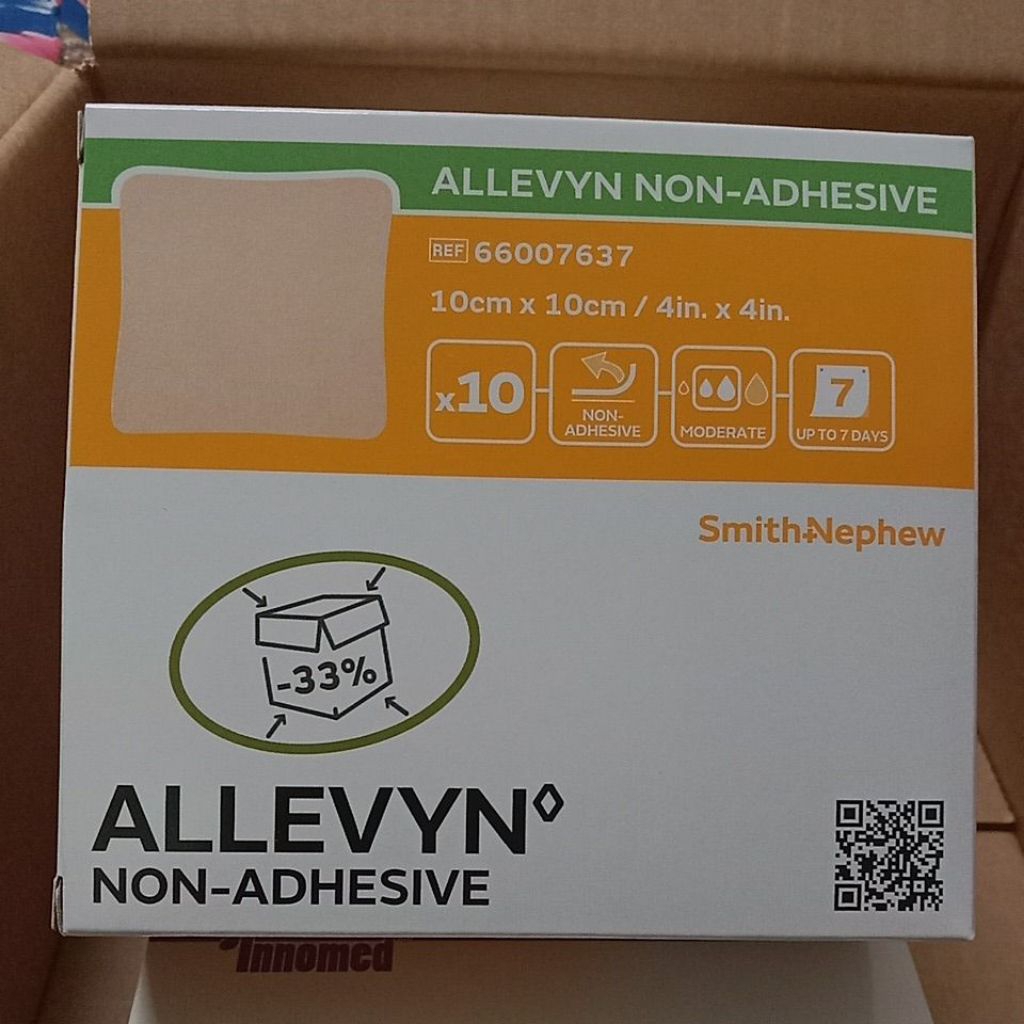 ALLEVYN NON-ADHESIVE
REF 66007637
10cm x 10cm / 4in. x 4in.
x10
NON-
ADHESIVE
MODERATE
7
UP TO 7 DAYS
Smith+Nephew
-33%
ALLEVYN◊
NON-ADHESIVE
Innomed